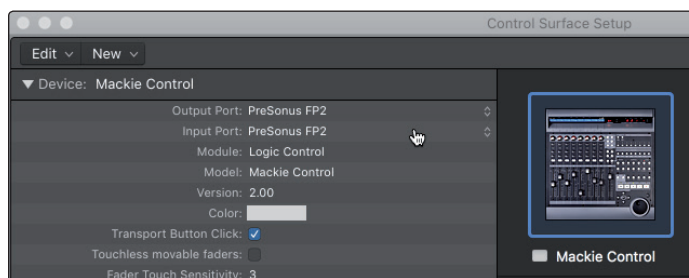 Control Surface Setup
Edit New
Device: Mackie Control
Output Port: PreSonus FP2
Input Port: PreSonus FP2
Module: Logic Control
Model: Mackie Control
Version: 2.00
Color:
Transport Button Click:
Touchless movable faders:
Fader Touch Sensitivity: 3
Mackie Control